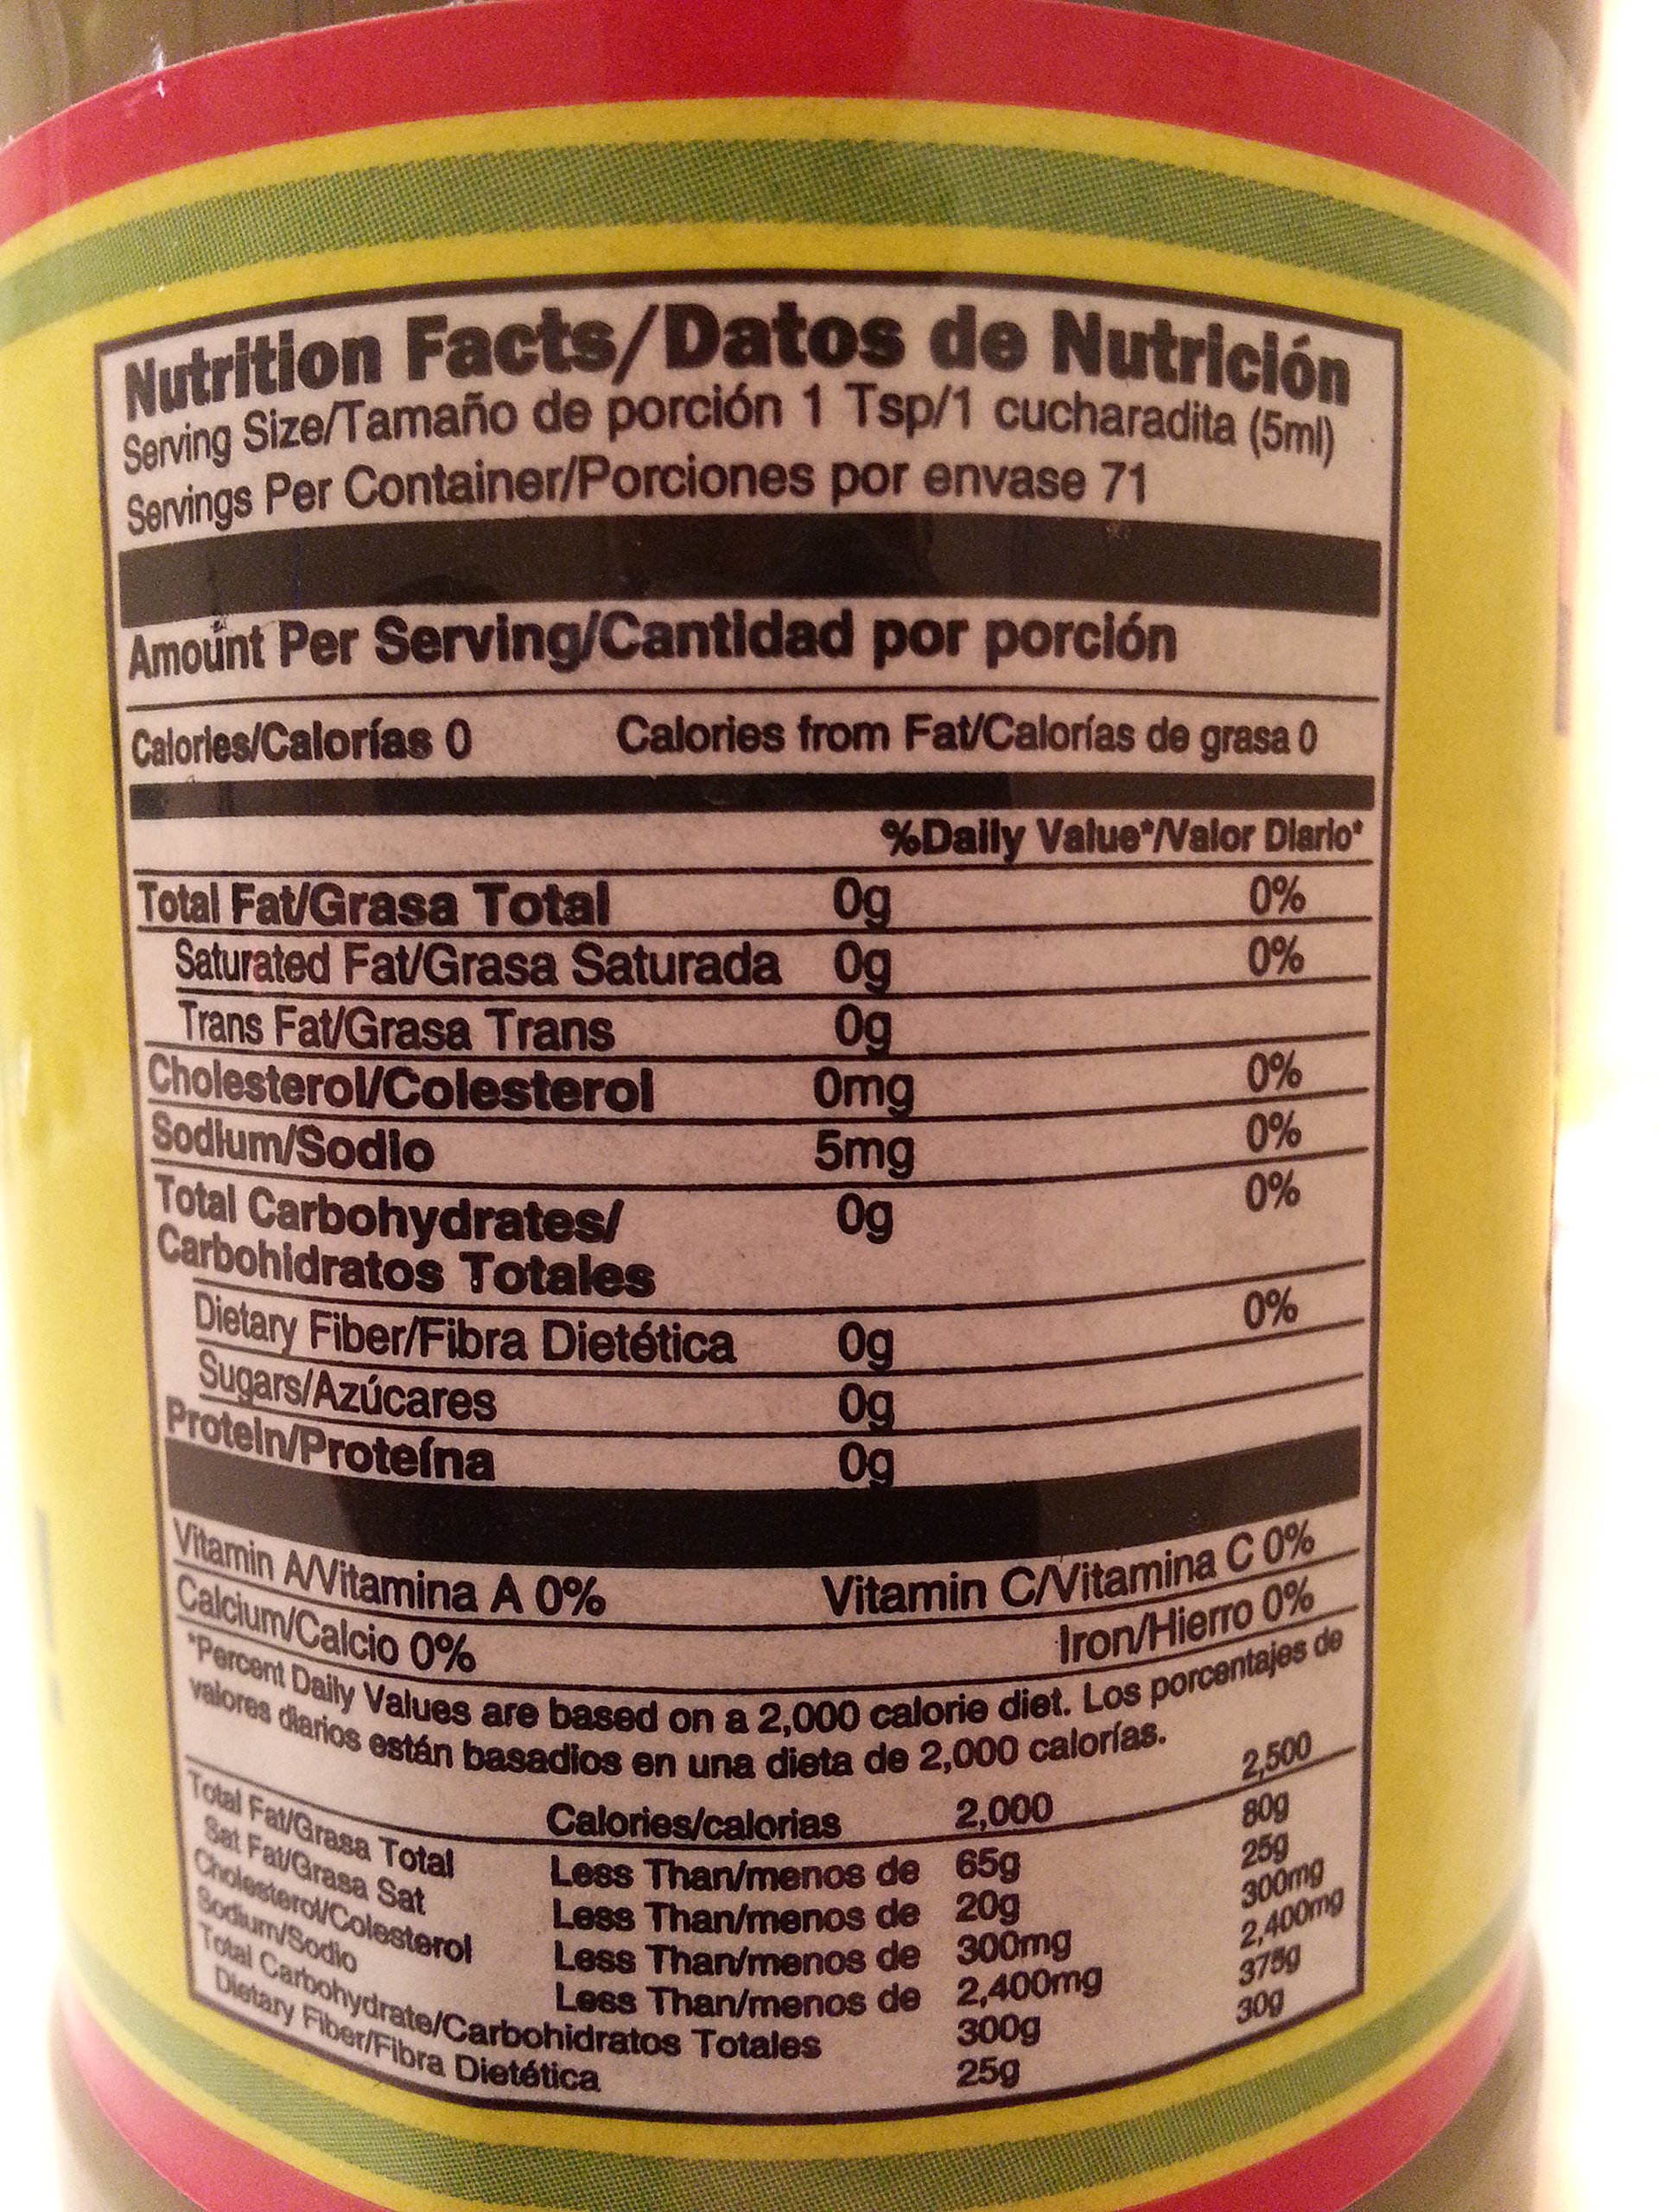 Nutrition Facts/Datos de Nutrición
Serving Size/Tamaño de porción 1 Tsp/1 cucharadita (5ml)
Servings Per Container/Porciones por envase 71
Amount Per Serving/Cantidad por porción
Calories/Calorías 0 Calories from Fat/Calorías de grasa 0
%Daily Value*/Valor Diario*
Total Fat/Grasa Total 0g 0%
Saturated Fat/Grasa Saturada 0g 0%
Trans Fat/Grasa Trans 0g
Cholesterol/Colesterol 0mg 0%
Sodium/Sodio 5mg 0%
Total Carbohydrates/ 0g 0%
Carbohidratos Totales
Dietary Fiber/Fibra Dietética 0g 0%
Sugars/Azúcares 0g
Protein/Proteína 0g
Vitamin A/Vitamina A 0% Vitamin C/Vitamina C 0%
Calcium/Calcio 0% Iron/Hierro 0%
*Percent Daily Values are based on a 2,000 calorie diet. Los porcentajes de
valores diarios están basadios en una dieta de 2,000 calorías.
Calories/calorias 2,000 2,500
Total Fat/Grasa Total Less Than/menos de 65g 80g
Sat Fat/Grasa Sat Less Than/menos de 20g 25g
Cholesterol/Colesterol Less Than/menos de 300mg 300mg
Sodium/Sodio Less Than/menos de 2,400mg 2,400mg
Total Carbohydrate/Carbohidratos Totales 300g 375g
Dietary Fiber/Fibra Dietética 25g 30g